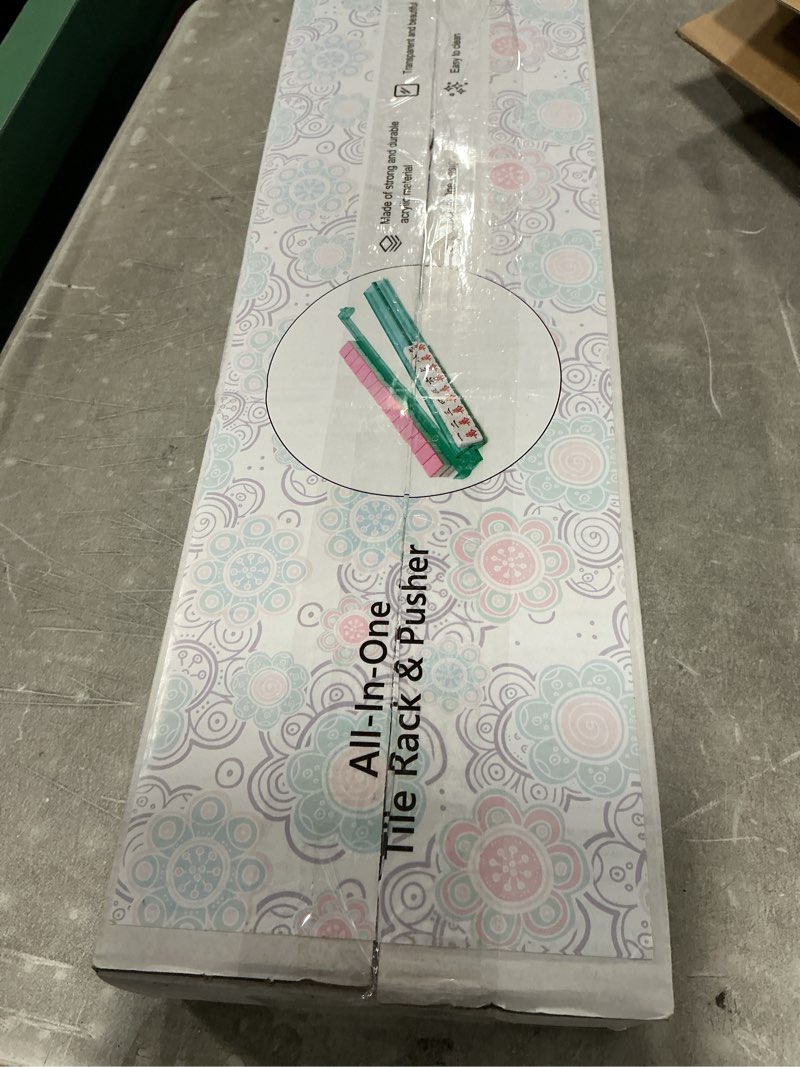 All-In-One
Tile Rack & Pusher
Made of strong and durable
acrylic material
Transparent and beautiful
Easy to clean